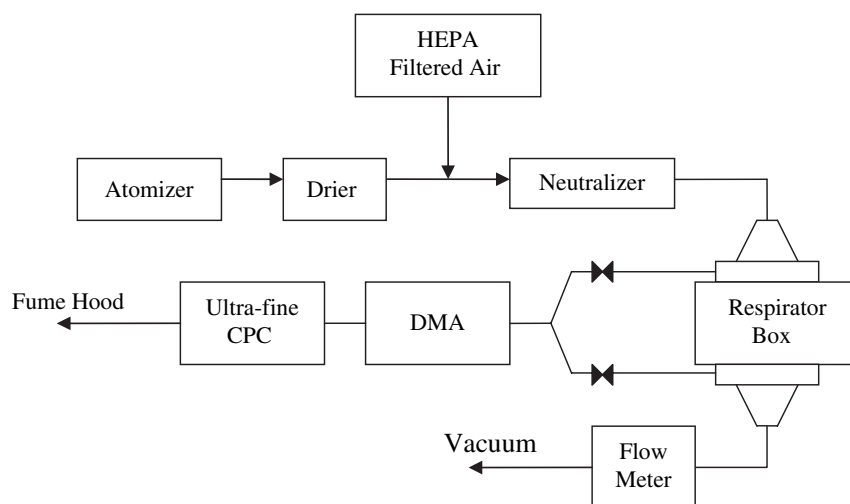 HEPA
Filtered Air
Atomizer
Drier
Neutralizer
Fume Hood
Ultra-fine
CPC
DMA
Respirator
Box
Vacuum
Flow
Meter